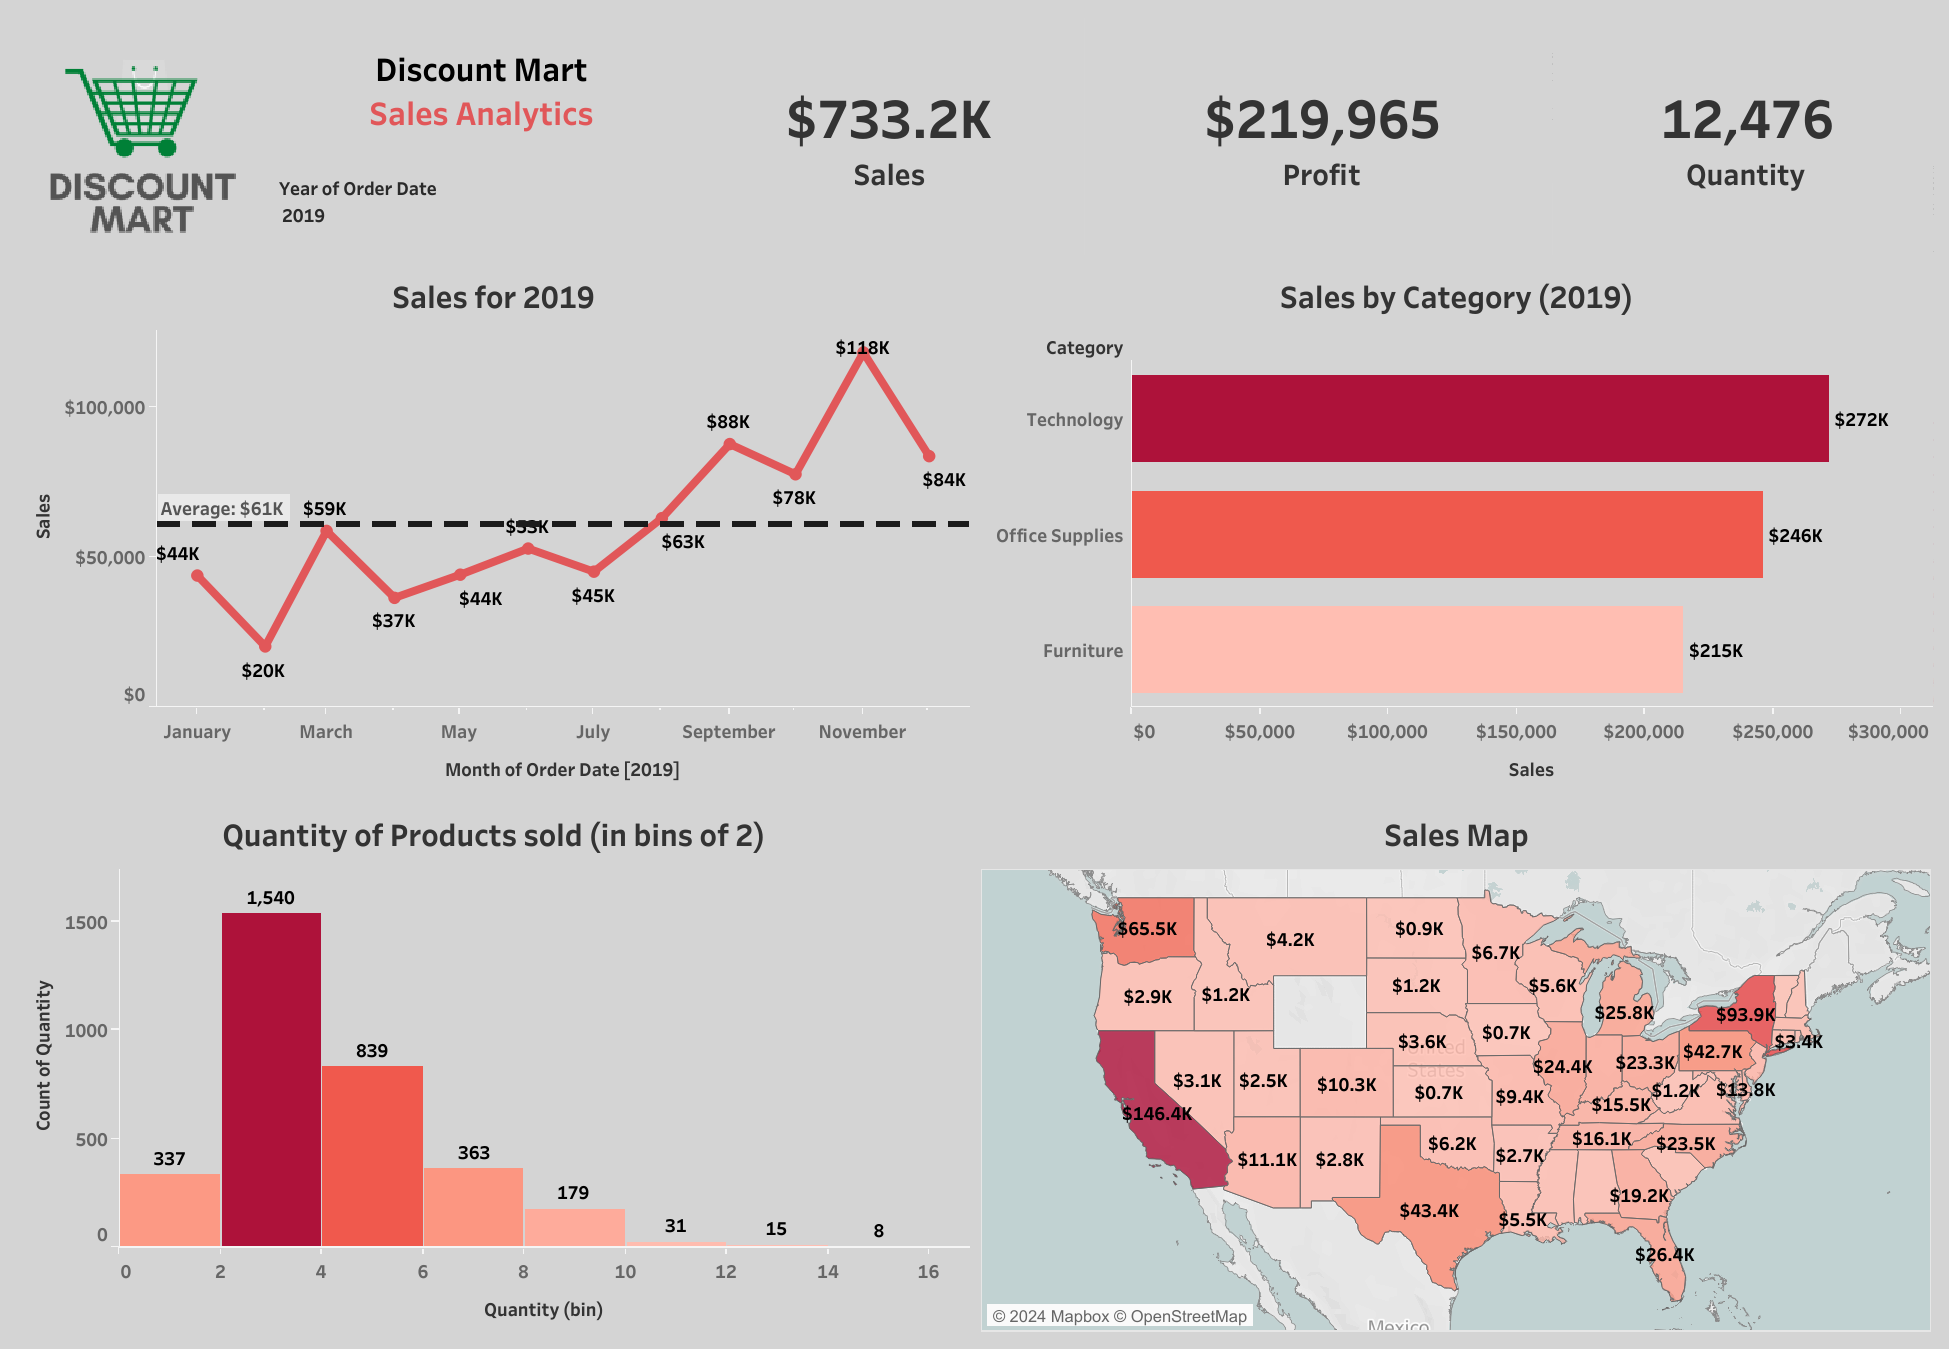 DISCOUNT
MART
Discount Mart
Sales Analytics
Year of Order Date
2019
$733.2K
Sales
$219,965
Profit
12,476
Quantity
Sales for 2019
Sales
$100,000
$50,000
$0
Average: $61K
$44K
$20K
$59K
$37K
$44K
$53K
$45K
$63K
$88K
$78K
$118K
$84K
January March May July September November
Month of Order Date [2019]
Sales by Category (2019)
Category
Technology $272K
Office Supplies $246K
Furniture $215K
$0 $50,000 $100,000 $150,000 $200,000 $250,000 $300,000
Sales
Quantity of Products sold (in bins of 2)
Count of Quantity
1500
1000
500
0
337
1,540
839
363
179
31
15
8
0 2 4 6 8 10 12 14 16
Quantity (bin)
Sales Map
$65.5K
$4.2K
$0.9K
$6.7K
$2.9K
$1.2K
$1.2K
$5.6K
$25.8K
$93.9K
$3.4K
$3.6K
$0.7K
$42.7K
United
States
$3.1K
$2.5K
$10.3K
$0.7K
$9.4K
$24.4K
$23.3K
$1.2K
$13.8K
$146.4K
$15.5K
$11.1K
$2.8K
$6.2K
$2.7K
$16.1K
$23.5K
$43.4K
$5.5K
$19.2K
$26.4K
© 2024 Mapbox © OpenStreetMap
Mexico